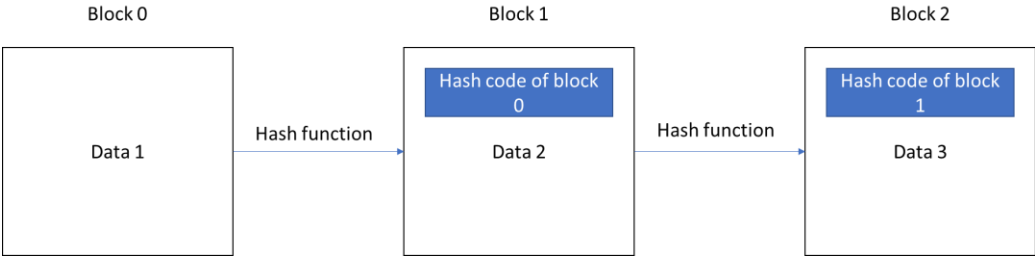 Block 0
Block 1
Block 2
Hash code of block
0
Hash code of block
1
Hash function
Hash function
Data 1
Data 2
Data 3